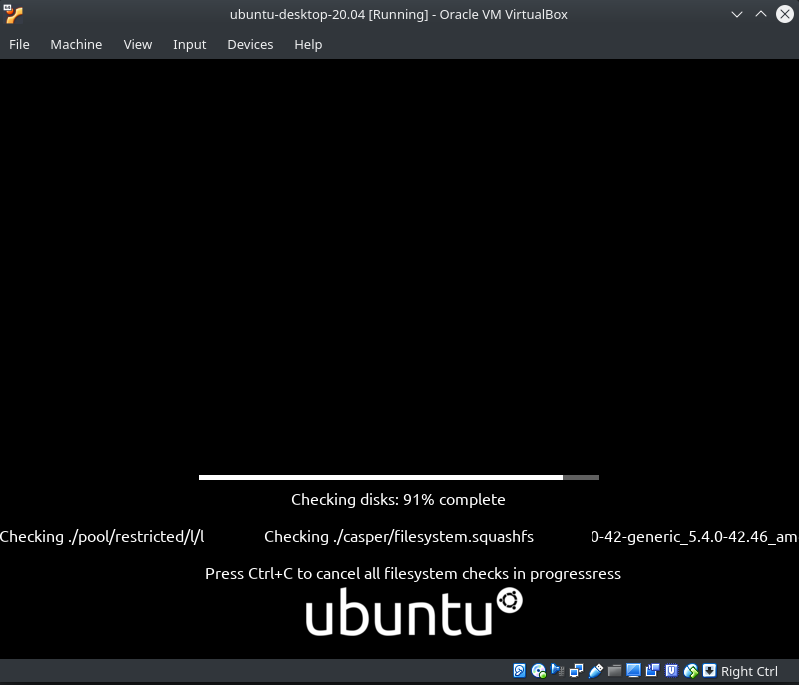 ubuntu-desktop-20.04 [Running] - Oracle VM VirtualBox
File Machine View Input Devices Help
Checking disks: 91% complete
Checking ./pool/restricted/l/l Checking ./casper/filesystem.squashfs 0-42-generic_5.4.0-42.46_am
Press Ctrl+C to cancel all filesystem checks in progressress
ubuntu
Right Ctrl